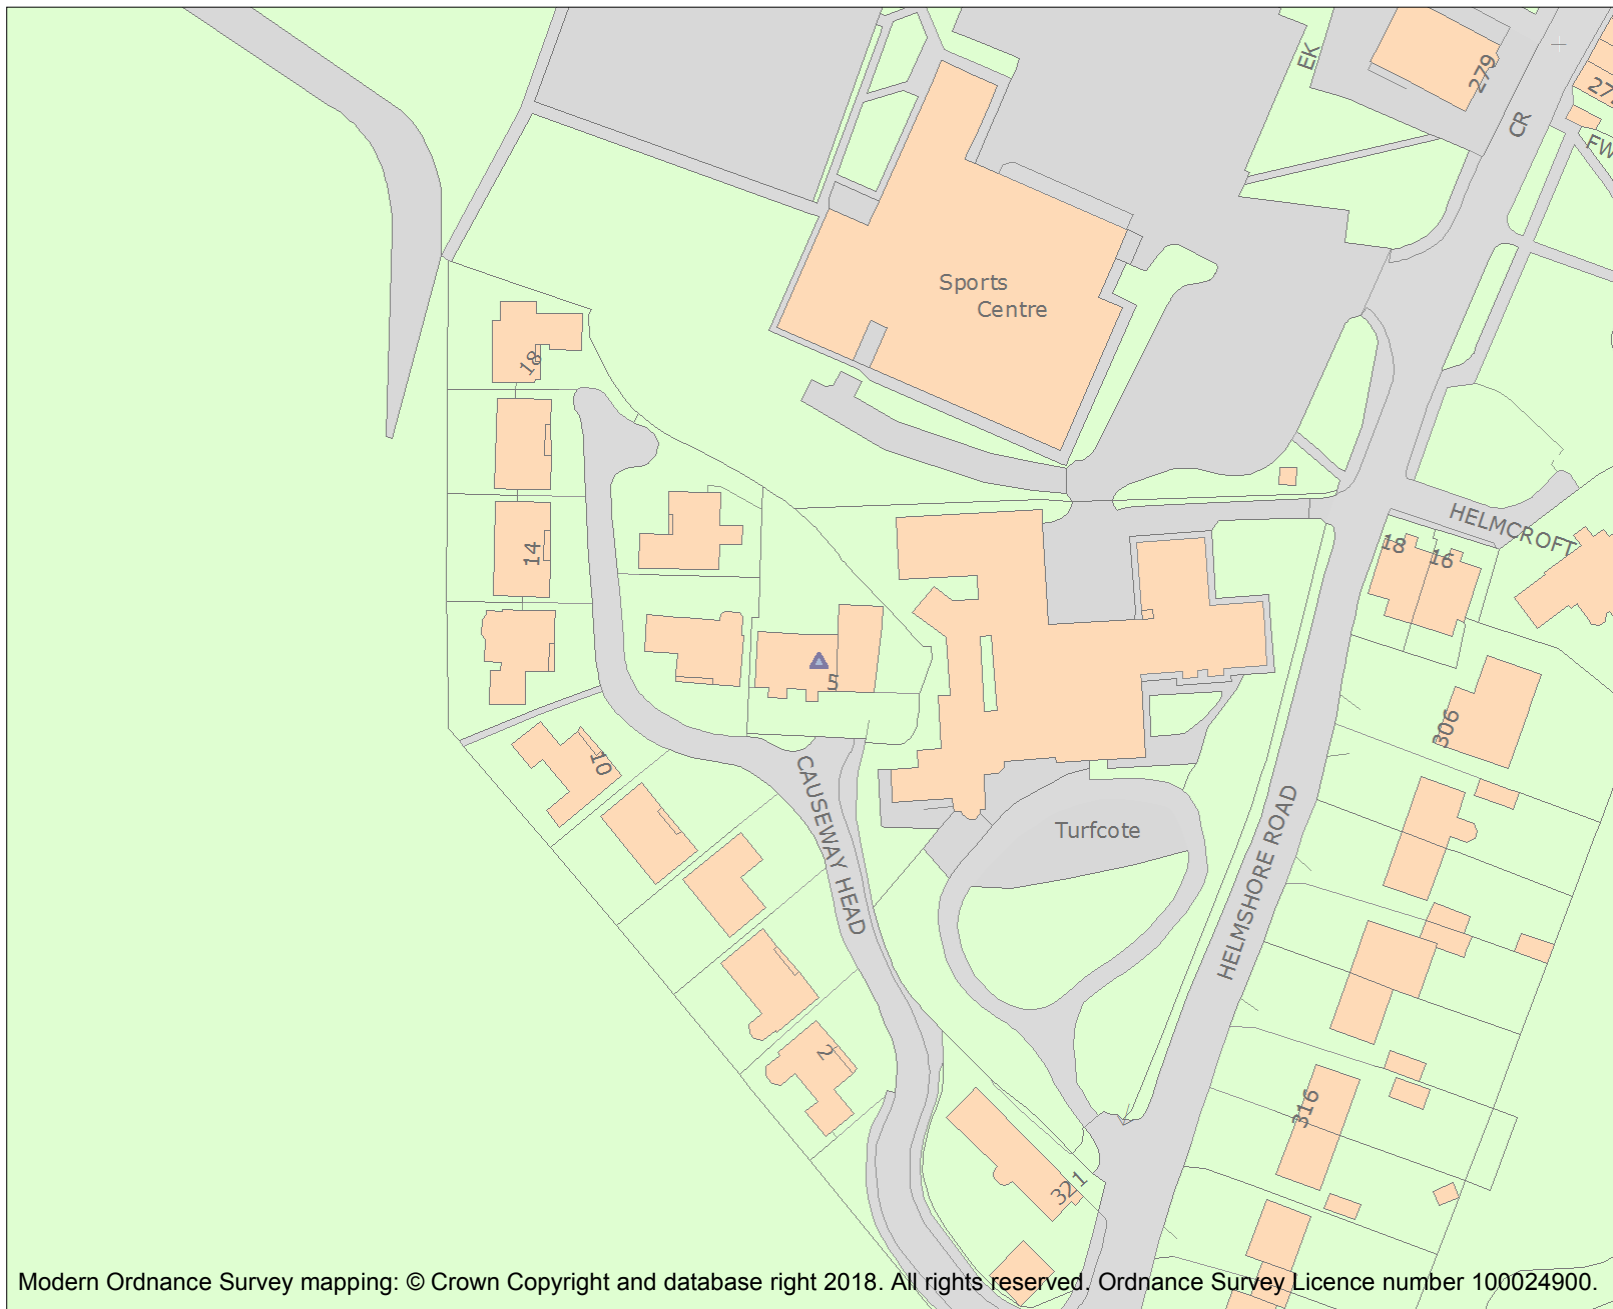 EK
279
CR
FW
Sports
Centre
18
14
HELMCROFT
18
16
5
10
306
CAUSEWAY HEAD
Turfcote
HELMSHORE ROAD
2
316
321
Modern Ordnance Survey mapping: © Crown Copyright and database right 2018. All rights reserved. Ordnance Survey Licence number 100024900.